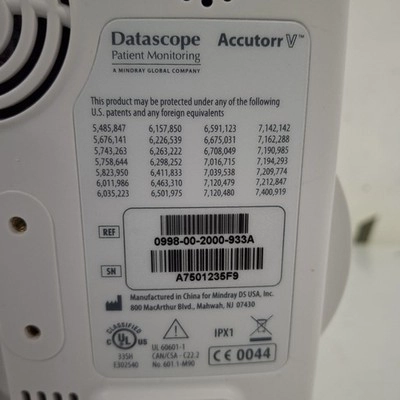 Datascope Accutorr V™
Patient Monitoring
A MINDRAY GLOBAL COMPANY
This product may be protected under any of the following
U.S. patents and any foreign equivalents
5,485,847 6,157,850 6,591,123 7,142,142
5,676,141 6,226,539 6,675,031 7,162,288
5,743,263 6,263,222 6,708,049 7,190,985
5,758,644 6,298,252 7,016,715 7,194,293
5,823,950 6,411,833 7,039,538 7,209,774
6,011,986 6,463,310 7,120,479 7,212,847
6,035,223 6,501,975 7,120,480 7,400,919
REF
0998-00-2000-933A
SN
A7501235F9
Manufactured in China for Mindray DS USA, Inc.
800 MacArthur Blvd., Mahwah, NJ 07430
CLASSIFIED
C UL US
UL 60601-1
IPX1
CE 0044
335H
CAN/CSA - C22.2
E302540
No. 601.1-M90